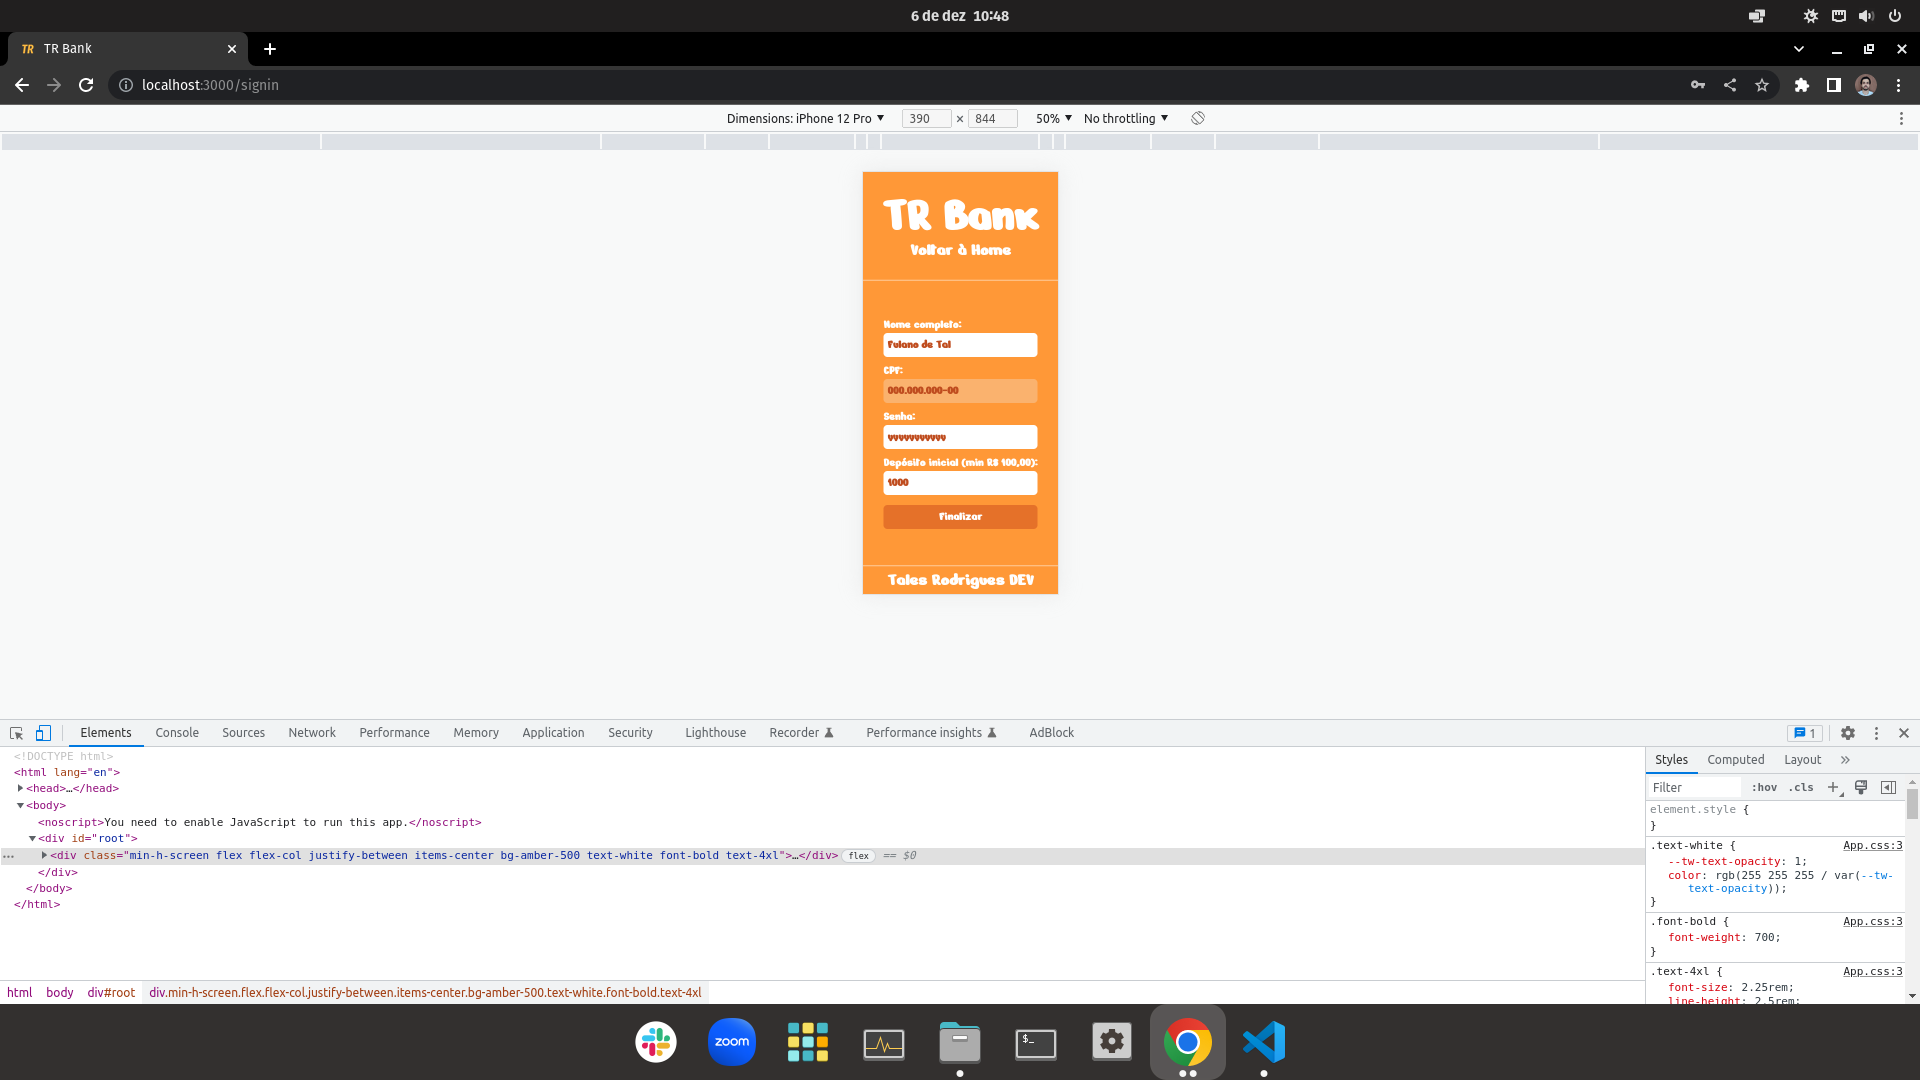 6 de dez 10:48
TR TR Bank
localhost:3000/signin
Dimensions: iPhone 12 Pro ▼ 390 × 844 50% ▼ No throttling ▼
TR Bank
Voltar à Home
Nome completo:
Fulano de Tal
CPF:
000.000.000-00
Senha:
Depósito inicial (min R$ 100,00):
1000
Finalizar
Tales Rodrigues DEV
Elements Console Sources Network Performance Memory Application Security Lighthouse Recorder Performance insights AdBlock 1
<!DOCTYPE html>
<html lang="en">
<head>…</head>
<body>
<noscript>You need to enable JavaScript to run this app.</noscript>
<div id="root">
<div class="min-h-screen flex flex-col justify-between items-center bg-amber-500 text-white font-bold text-4xl">…</div> flex == $0
</div>
</body>
</html>
html body div#root div.min-h-screen.flex.flex-col.justify-between.items-center.bg-amber-500.text-white.font-bold.text-4xl
Styles Computed Layout »
Filter :hov .cls +
element.style {
}
.text-white { App.css:3
--tw-text-opacity: 1;
color: rgb(255 255 255 / var(--tw-
text-opacity));
}
.font-bold { App.css:3
font-weight: 700;
}
.text-4xl { App.css:3
font-size: 2.25rem;
line-height: 2.5rem;
zoom
$_